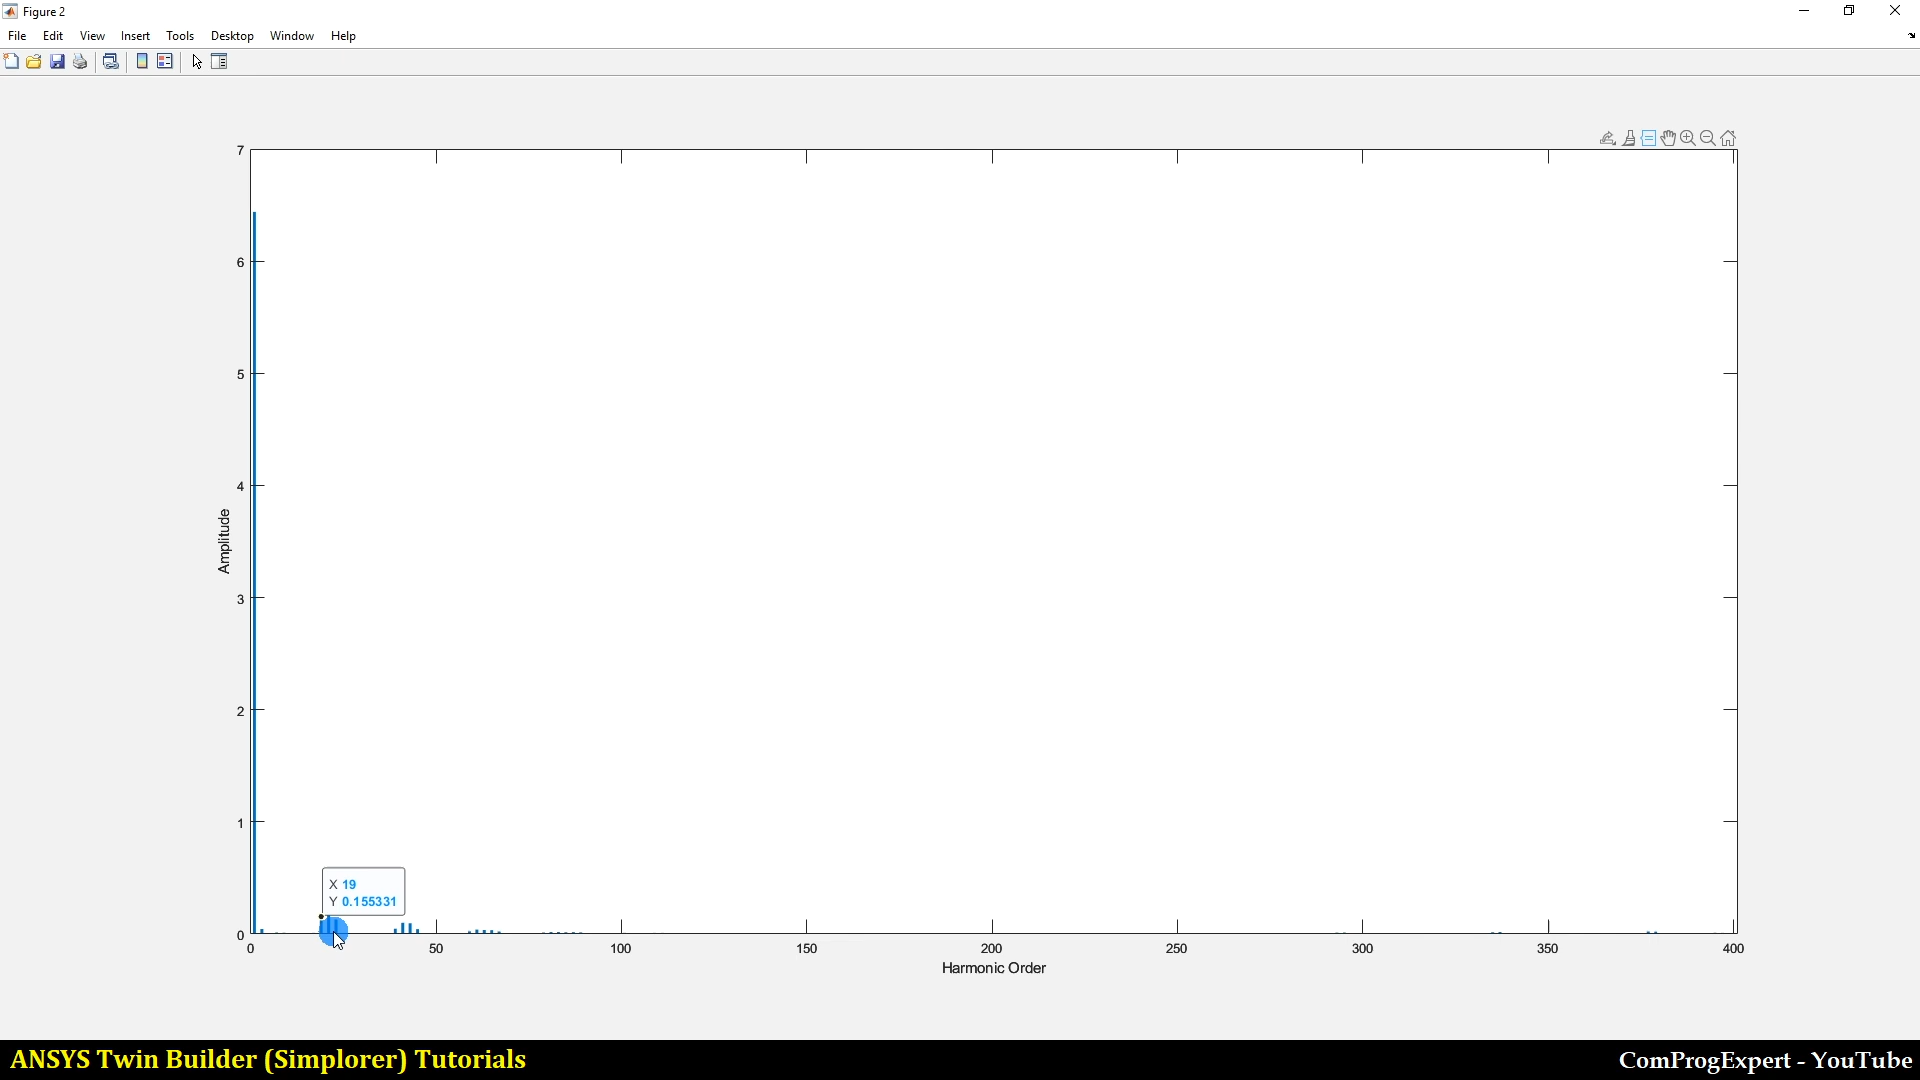 Figure 2
File Edit View Insert Tools Desktop Window Help
7
6
5
4
3
2
1
0
Amplitude
X 19
Y 0.155331
0 50 100 150 200 250 300 350 400
Harmonic Order
ANSYS Twin Builder (Simplorer) Tutorials
ComProgExpert - YouTube